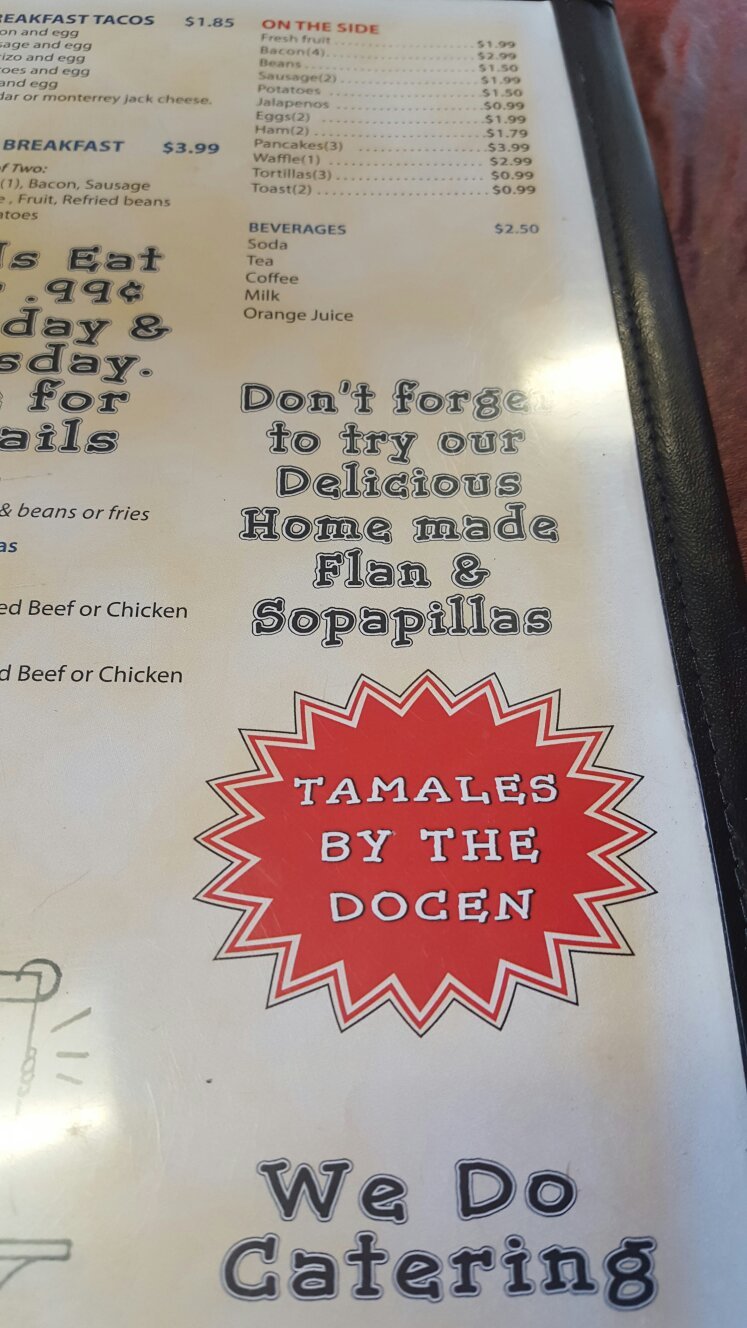 REAKFAST TACOS $1.85
on and egg
sage and egg
izo and egg
toes and egg
and egg
dar or monterrey jack cheese.
BREAKFAST $3.99
of Two:
(1), Bacon, Sausage
e , Fruit, Refried beans
atoes
Is Eat
.99¢
day &
sday.
for
ails
& beans or fries
as
ed Beef or Chicken
d Beef or Chicken
ON THE SIDE
Fresh fruit $1.99
Bacon(4) $2.99
Beans $1.50
Sausage(2) $1.99
Potatoes $1.50
Jalapenos $0.99
Eggs(2) $1.99
Ham(2) $1.79
Pancakes(3) $3.99
Waffle(1) $2.99
Tortillas(3) $0.99
Toast(2) $0.99
BEVERAGES $2.50
Soda
Tea
Coffee
Milk
Orange Juice
Don't forget
to try our
Delicious
Home made
Flan &
Sopapillas
TAMALES
BY THE
DOCEN
We Do
Catering